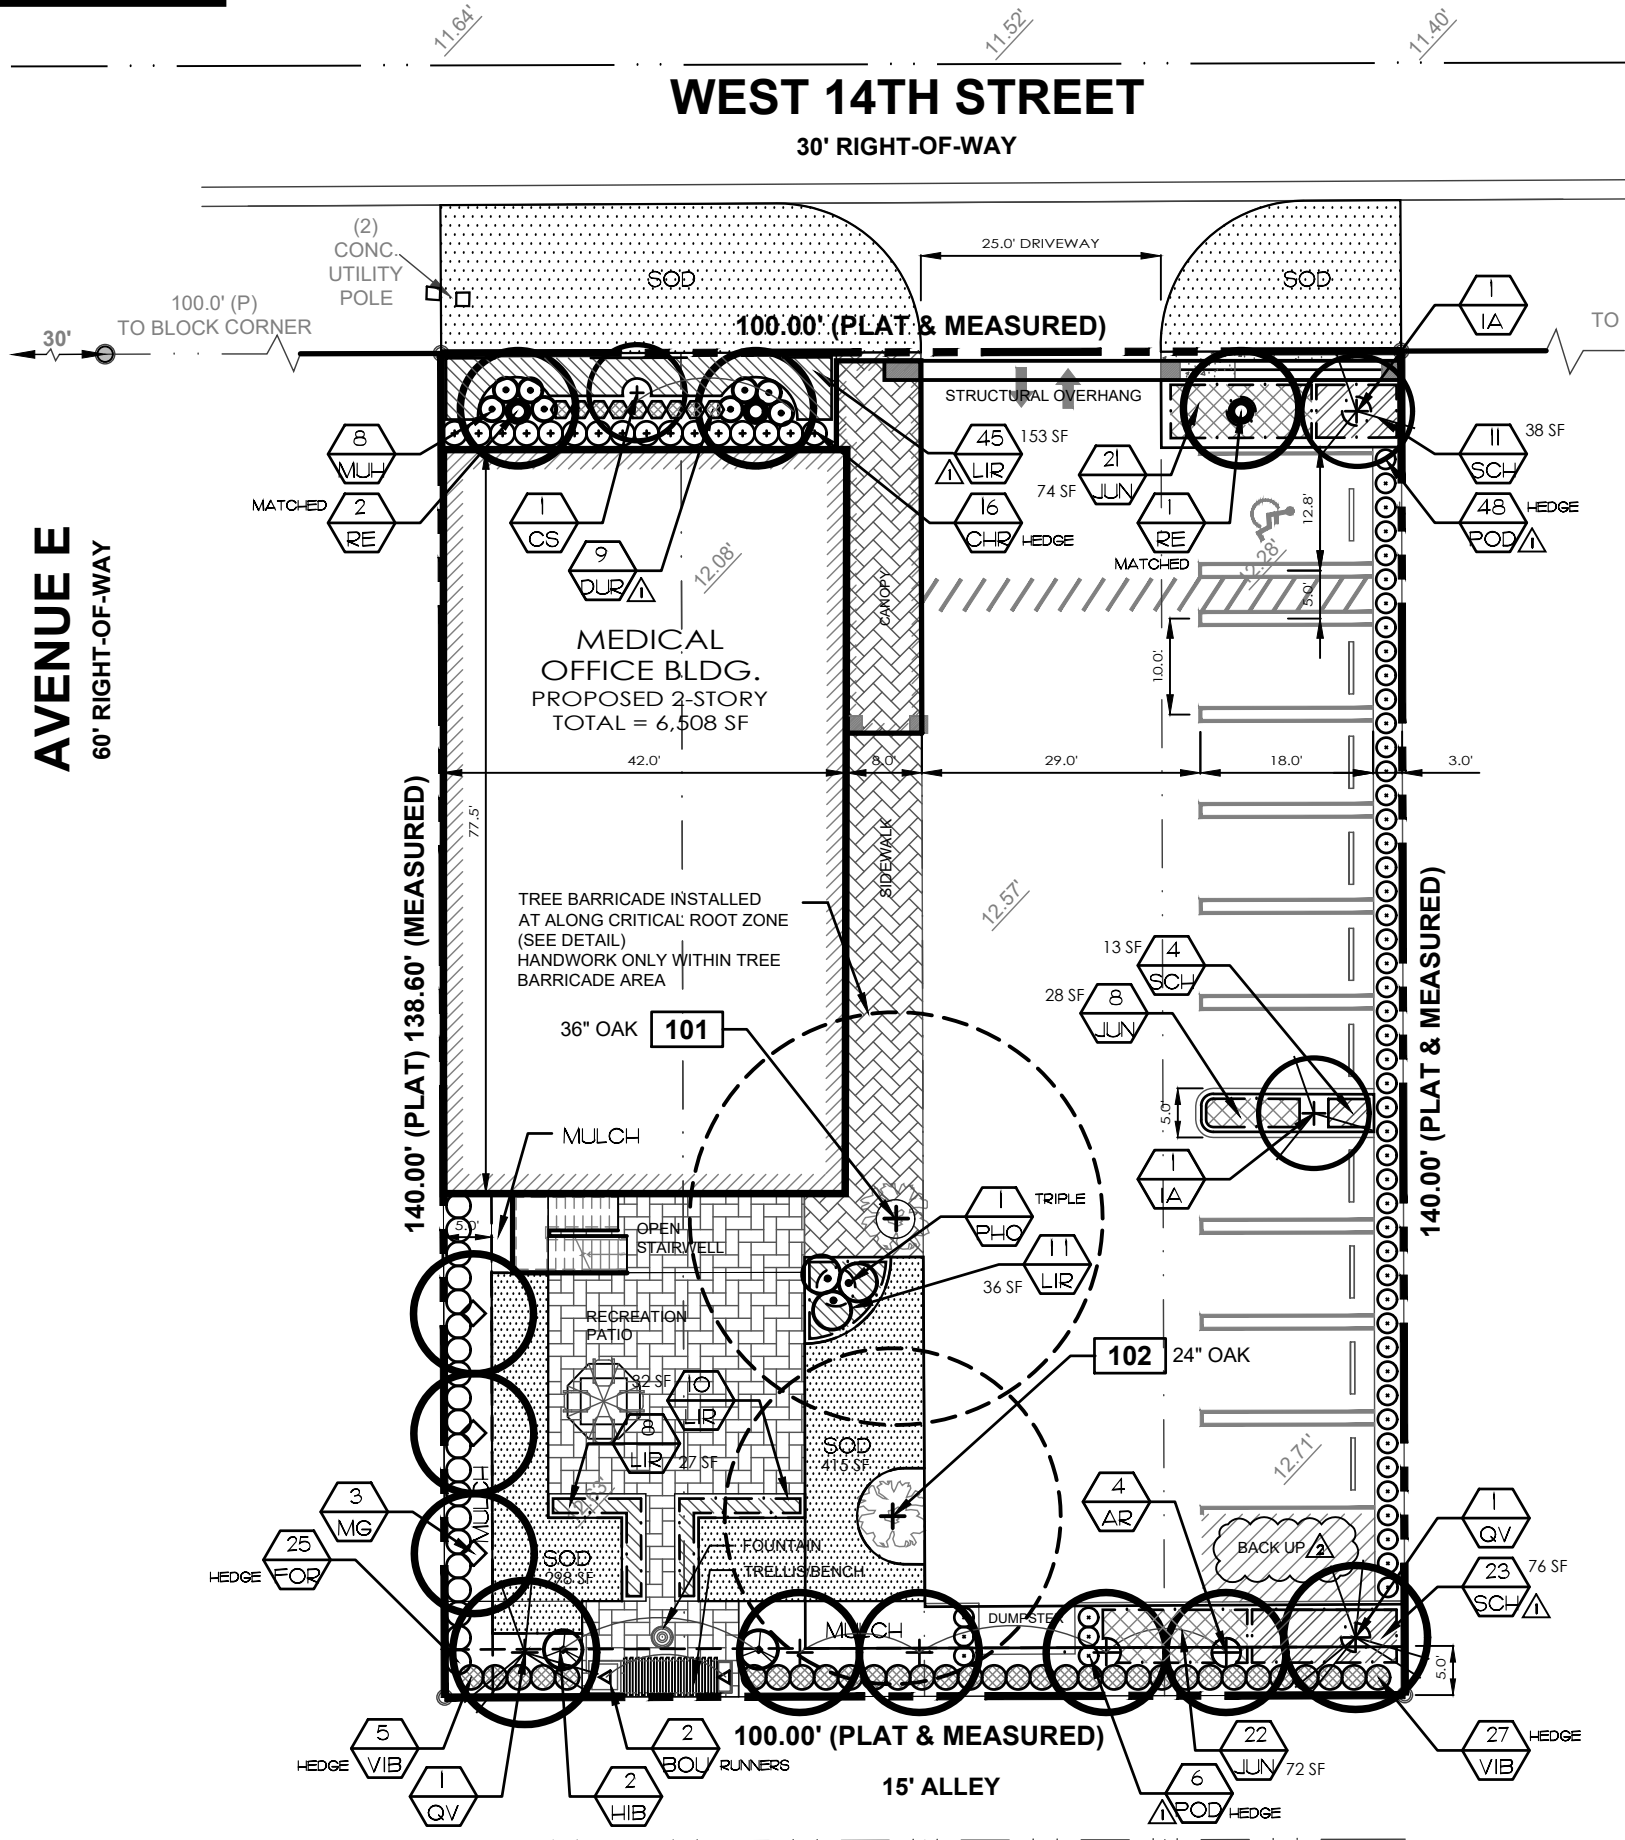 11.64'
11.52'
11.40'
WEST 14TH STREET
30' RIGHT-OF-WAY
(2)
CONC.
UTILITY
POLE
SOD
25.0' DRIVEWAY
SOD
1
IA
100.0' (P)
TO BLOCK CORNER
30'
100.00' (PLAT & MEASURED)
TO
STRUCTURAL OVERHANG
8
MUH
45
LIR
1
153 SF
21
JUN
74 SF
11
SCH
38 SF
MATCHED
2
RE
1
CS
16
CHR
HEDGE
1
RE
MATCHED
48
POD
HEDGE
1
12.8'
9
DUR
1
12.08'
12.28'
5.0'
CANOPY
AVENUE E
60' RIGHT-OF-WAY
MEDICAL
OFFICE BLDG.
PROPOSED 2-STORY
TOTAL = 6,508 SF
10.0'
42.0'
8.0'
29.0'
18.0'
3.0'
77.5'
140.00' (PLAT) 138.60' (MEASURED)
SIDEWALK
140.00' (PLAT & MEASURED)
12.57'
TREE BARRICADE INSTALLED
AT ALONG CRITICAL ROOT ZONE
(SEE DETAIL)
HANDWORK ONLY WITHIN TREE
BARRICADE AREA
13 SF
4
SCH
28 SF
8
JUN
36" OAK
101
5.0'
MULCH
1
IA
1
PHO
TRIPLE
5.0'
OPEN
STAIRWELL
11
LIR
36 SF
RECREATION
PATIO
102
24" OAK
32 SF
10
LIR
8
LIR
27 SF
SOD
415 SF
12.71'
12.63'
MULCH
3
MG
4
AR
1
QV
25
FOR
HEDGE
SOD
298 SF
FOUNTAIN
TRELLIS/BENCH
BACK UP
2
23
SCH
76 SF
1
DUMPSTER
MULCH
5.0'
5
VIB
HEDGE
2
BOU
RUNNERS
100.00' (PLAT & MEASURED)
22
JUN
72 SF
27
VIB
HEDGE
1
QV
2
HIB
15' ALLEY
6
POD
HEDGE
1